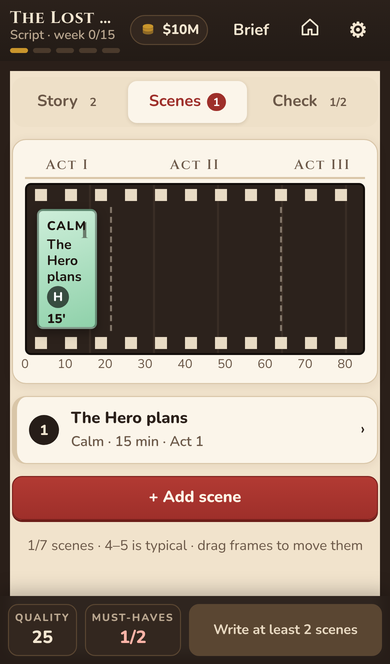 The Lost ...
Script · week 0/15
$10M
Brief
Story 2
Scenes 1
Check 1/2
Act I
Act II
Act III
CALM
The
Hero
plans
H
15'
0 10 20 30 40 50 60 70 80
1
The Hero plans
Calm · 15 min · Act 1
+ Add scene
1/7 scenes · 4–5 is typical · drag frames to move them
QUALITY
25
MUST-HAVES
1/2
Write at least 2 scenes